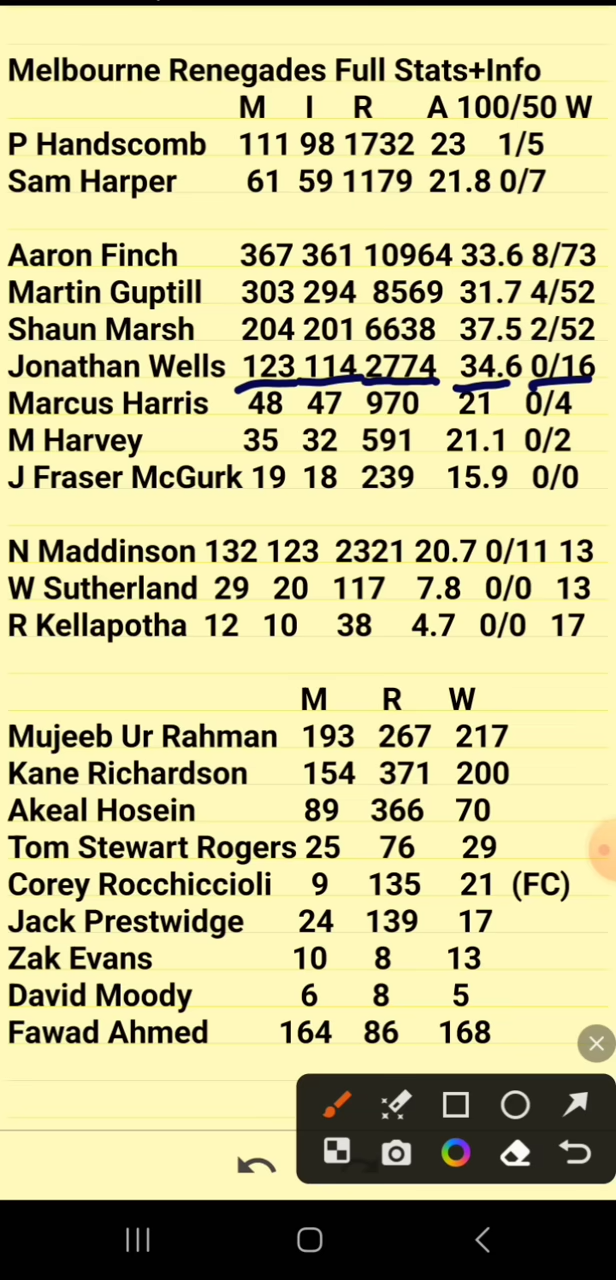 Melbourne Renegades Full Stats+Info
M I R A 100/50 W
P Handscomb 111 98 1732 23 1/5
Sam Harper 61 59 1179 21.8 0/7
Aaron Finch 367 361 10964 33.6 8/73
Martin Guptill 303 294 8569 31.7 4/52
Shaun Marsh 204 201 6638 37.5 2/52
Jonathan Wells 123 114 2774 34.6 0/16
Marcus Harris 48 47 970 21 0/4
M Harvey 35 32 591 21.1 0/2
J Fraser McGurk 19 18 239 15.9 0/0
N Maddinson 132 123 2321 20.7 0/11 13
W Sutherland 29 20 117 7.8 0/0 13
R Kellapotha 12 10 38 4.7 0/0 17
M R W
Mujeeb Ur Rahman 193 267 217
Kane Richardson 154 371 200
Akeal Hosein 89 366 70
Tom Stewart Rogers 25 76 29
Corey Rocchiccioli 9 135 21 (FC)
Jack Prestwidge 24 139 17
Zak Evans 10 8 13
David Moody 6 8 5
Fawad Ahmed 164 86 168